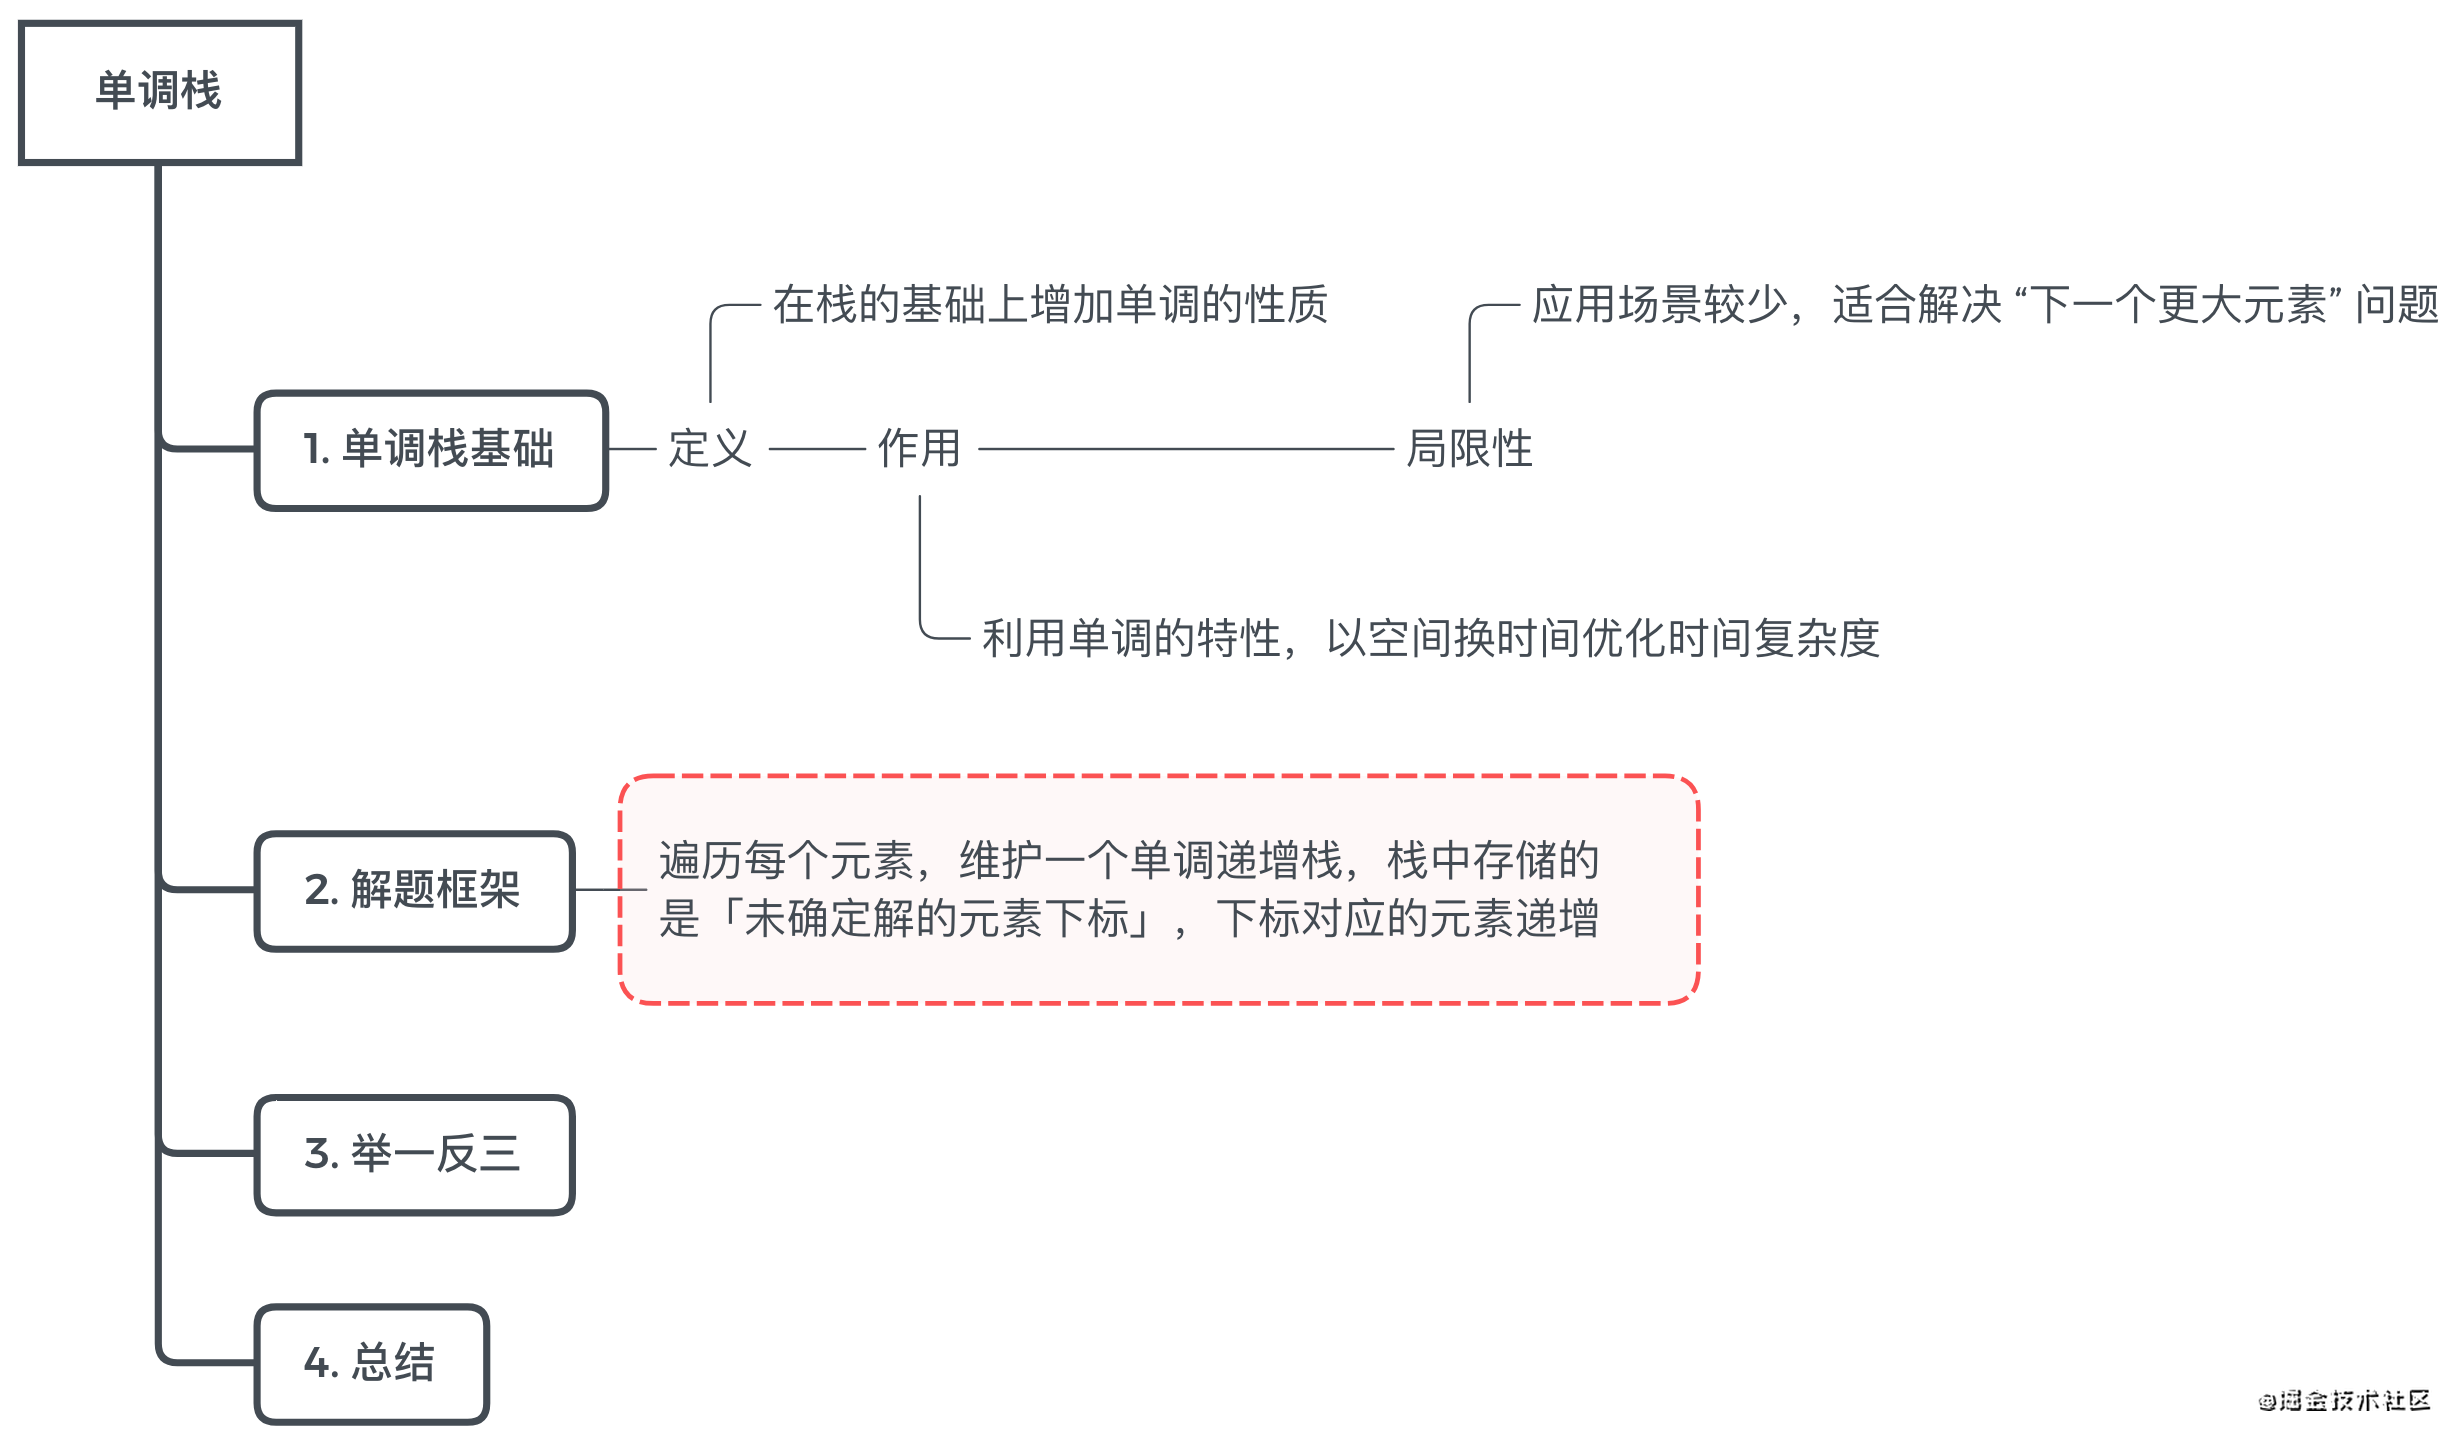 单调栈
在栈的基础上增加单调的性质
应用场景较少，适合解决 “下一个更大元素” 问题
1. 单调栈基础
定义
作用
局限性
利用单调的特性，以空间换时间优化时间复杂度
2. 解题框架
遍历每个元素，维护一个单调递增栈，栈中存储的
是「未确定解的元素下标」，下标对应的元素递增
3. 举一反三
4. 总结
@掘金技术社区